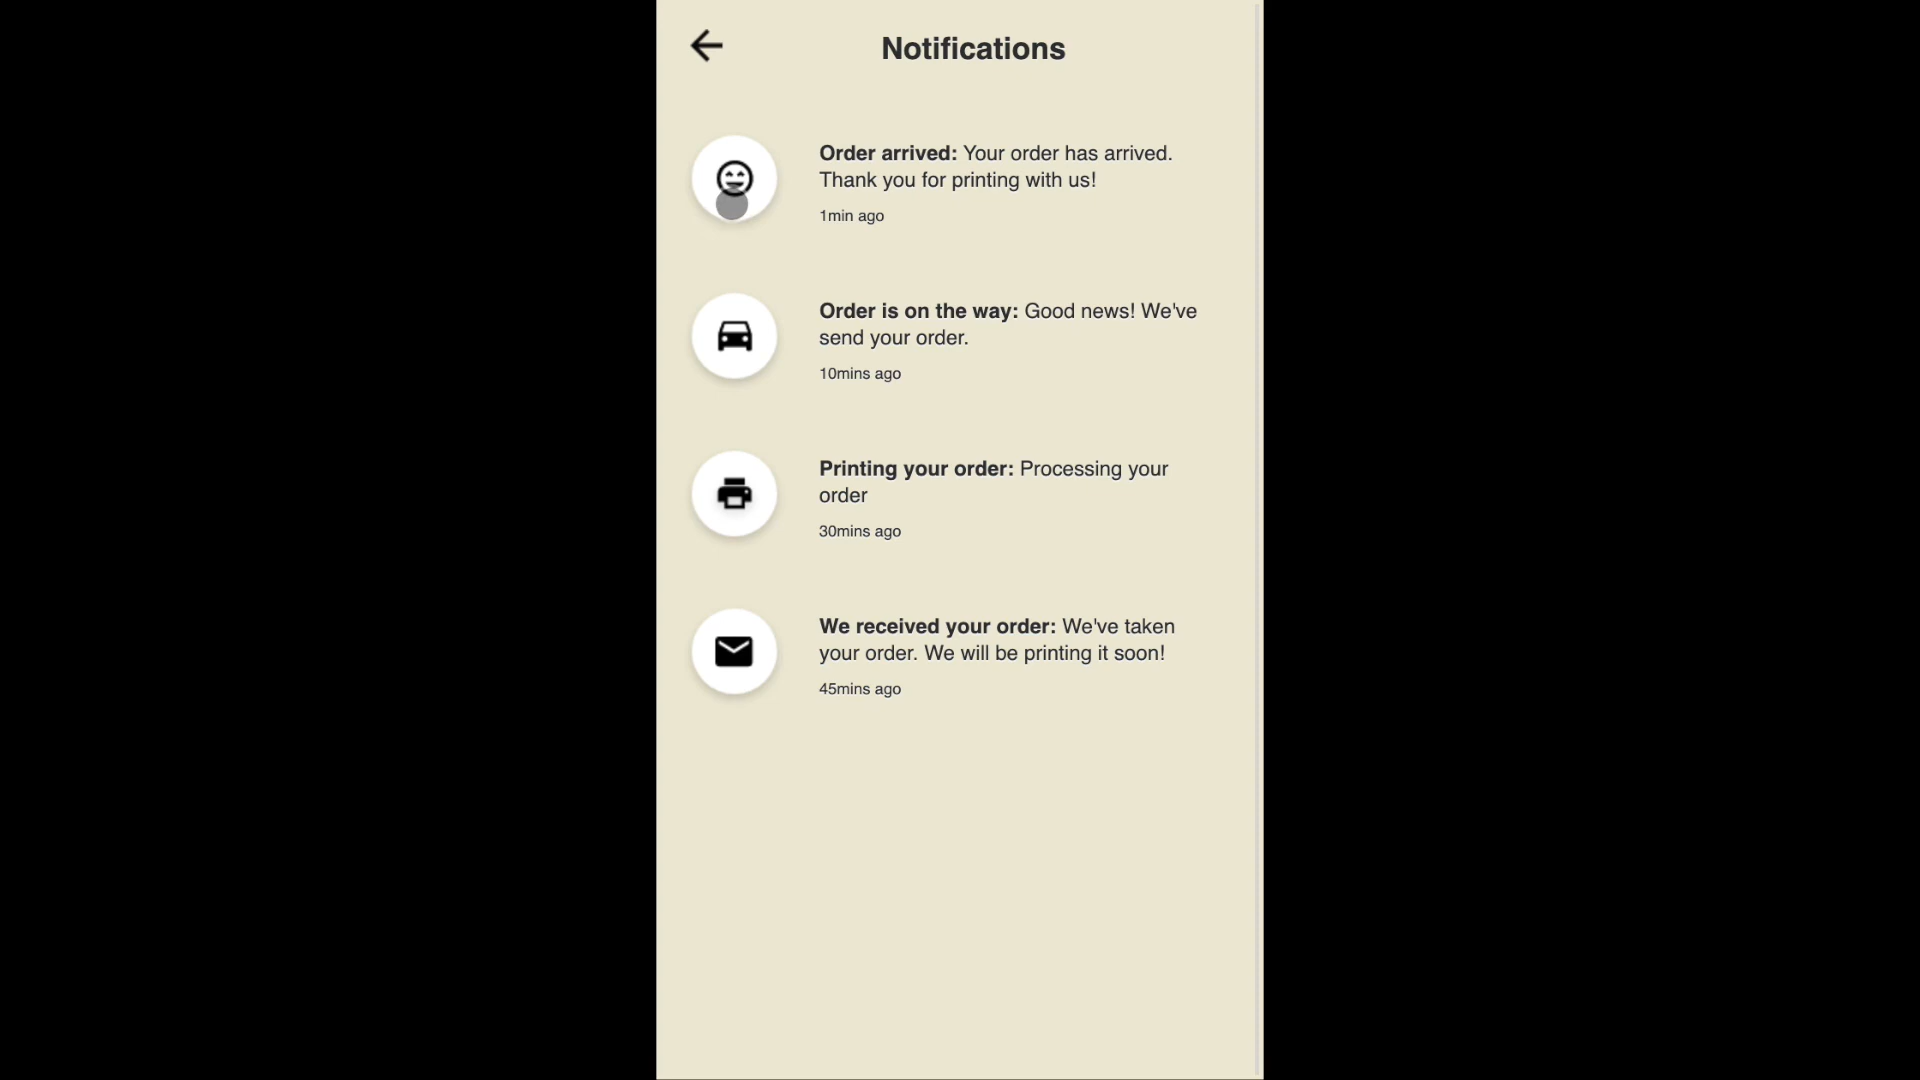 Notifications
Order arrived: Your order has arrived.
Thank you for printing with us!
1min ago
Order is on the way: Good news! We've
send your order.
10mins ago
Printing your order: Processing your
order
30mins ago
We received your order: We've taken
your order. We will be printing it soon!
45mins ago